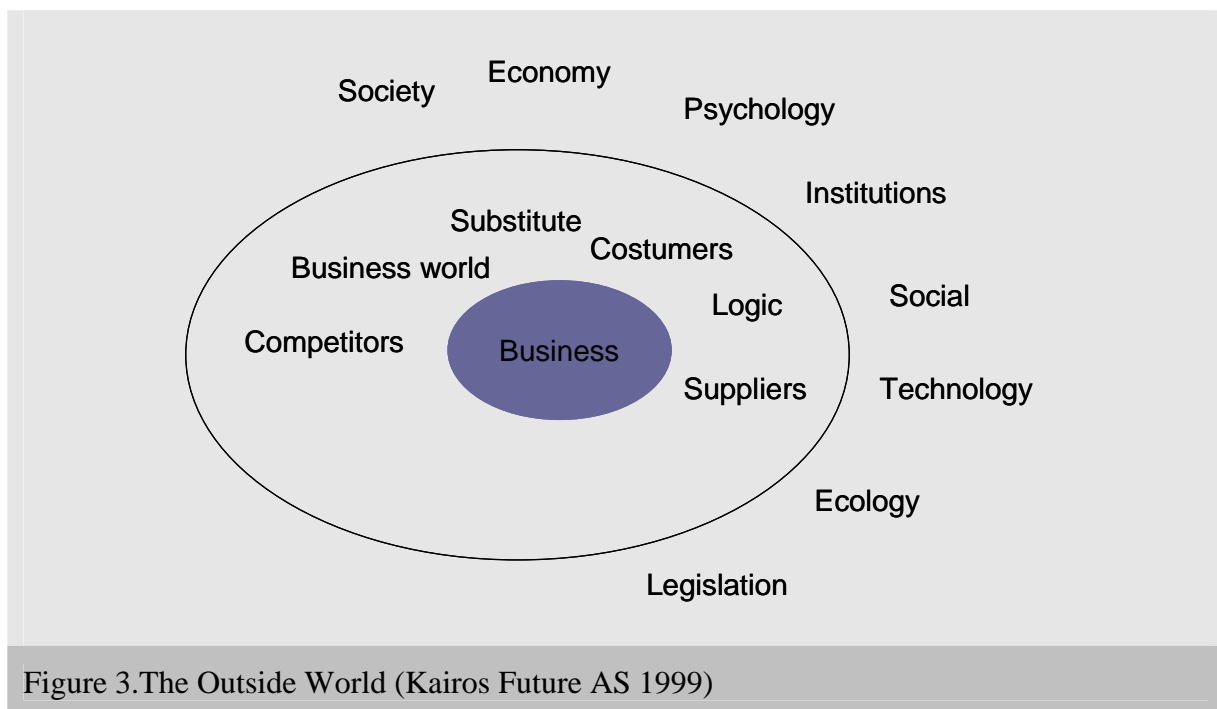 Economy
Society
Psychology
Institutions
Substitute
Costumers
Business world
Social
Logic
Competitors
Business
Suppliers
Technology
Ecology
Legislation
Figure 3.The Outside World (Kairos Future AS 1999)